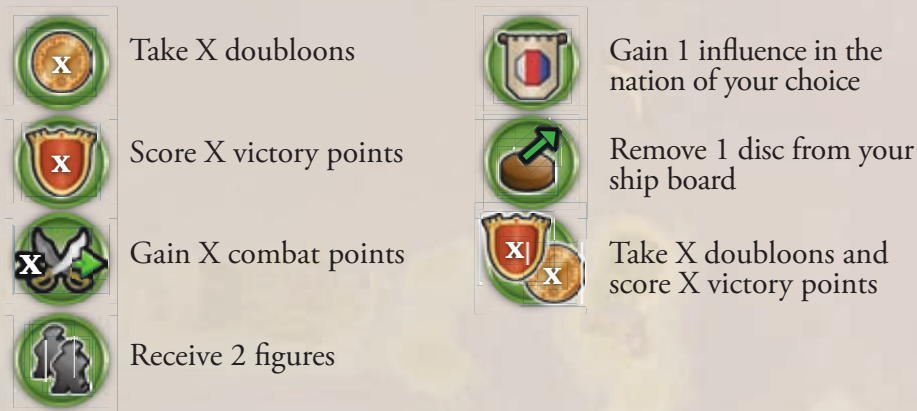 X
Take X doubloons
X
Score X victory points
X
Gain X combat points
Receive 2 figures
Gain 1 influence in the
nation of your choice
Remove 1 disc from your
ship board
X
X
Take X doubloons and
score X victory points